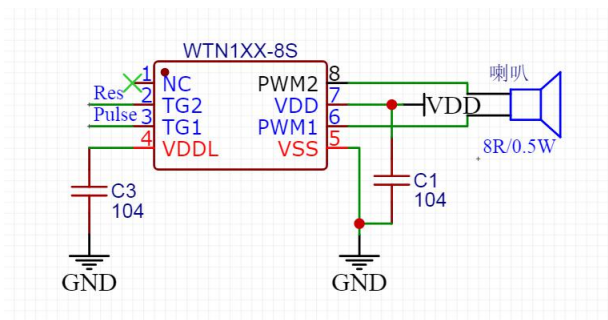 WTN1XX-8S
1 NC PWM2 8
Res 2 TG2 VDD 7 VDD
Pulse 3 TG1 PWM1 6
4 VDDL VSS 5
喇叭
8R/0.5W
C3
104
C1
104
GND
GND